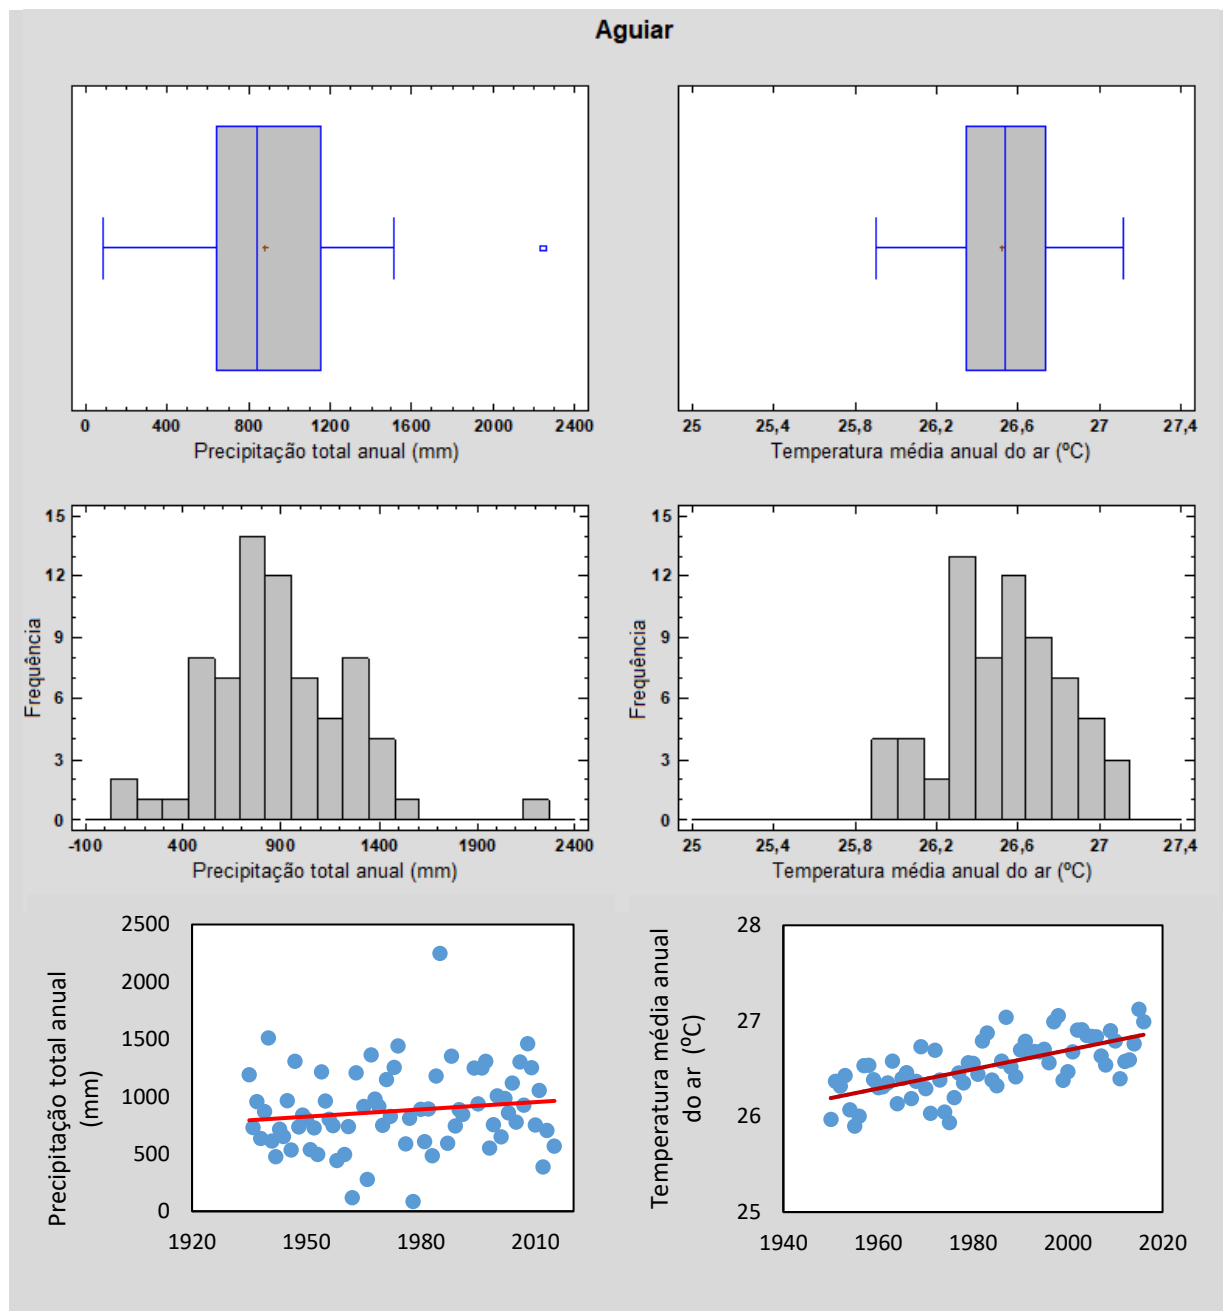 Aguiar
0 400 800 1200 1600 2000 2400
Precipitação total anual (mm)
25 25,4 25,8 26,2 26,6 27 27,4
Temperatura média anual do ar (ºC)
15
12
9
6
3
0
Frequência
-100 400 900 1400 1900 2400
Precipitação total anual (mm)
15
12
9
6
3
0
Frequência
25 25,4 25,8 26,2 26,6 27 27,4
Temperatura média anual do ar (ºC)
2500
2000
1500
1000
500
0
Precipitação total anual
(mm)
1920 1950 1980 2010
28
27
26
25
Temperatura média anual
do ar (ºC)
1940 1960 1980 2000 2020